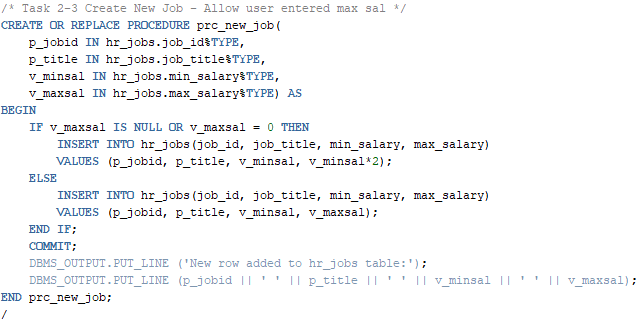 /* Task 2-3 Create New Job - Allow user entered max sal */
CREATE OR REPLACE PROCEDURE prc_new_job(
    p_jobid IN hr_jobs.job_id%TYPE,
    p_title IN hr_jobs.job_title%TYPE,
    v_minsal IN hr_jobs.min_salary%TYPE,
    v_maxsal IN hr_jobs.max_salary%TYPE) AS
BEGIN
    IF v_maxsal IS NULL OR v_maxsal = 0 THEN
        INSERT INTO hr_jobs(job_id, job_title, min_salary, max_salary)
        VALUES (p_jobid, p_title, v_minsal, v_minsal*2);
    ELSE
        INSERT INTO hr_jobs(job_id, job_title, min_salary, max_salary)
        VALUES (p_jobid, p_title, v_minsal, v_maxsal);
    END IF;
    COMMIT;
    DBMS_OUTPUT.PUT_LINE ('New row added to hr_jobs table:');
    DBMS_OUTPUT.PUT_LINE (p_jobid || ' ' || p_title || ' ' || v_minsal || ' ' || v_maxsal);
END prc_new_job;
/